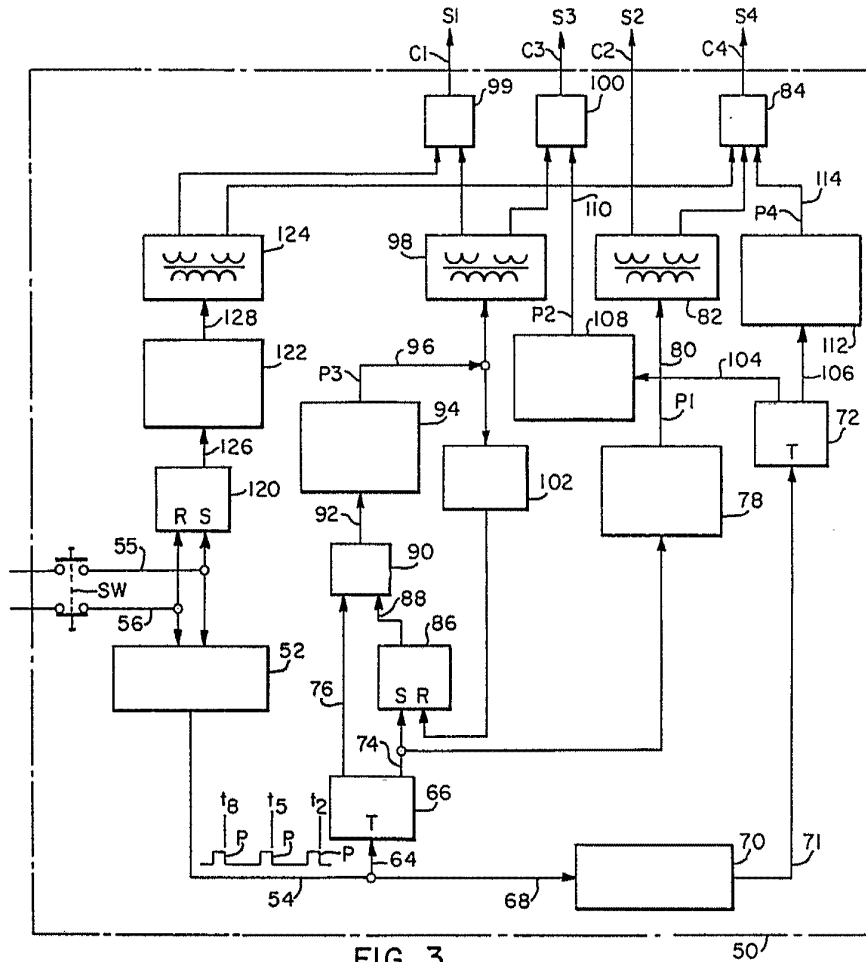 S1 S3 S2 S4
C1 C3 C2 C4
99 100 84
114
110 P4
124 98 82
128 P2 108 80 104 112
122 P3 96 106
94 P1 72
126 T
120 102 78
R S 92
55 90
SW 88
56 86
52 76 S R
74
t8 t5 t2 66
P P P T 70 71
64
54 68
FIG. 3 50